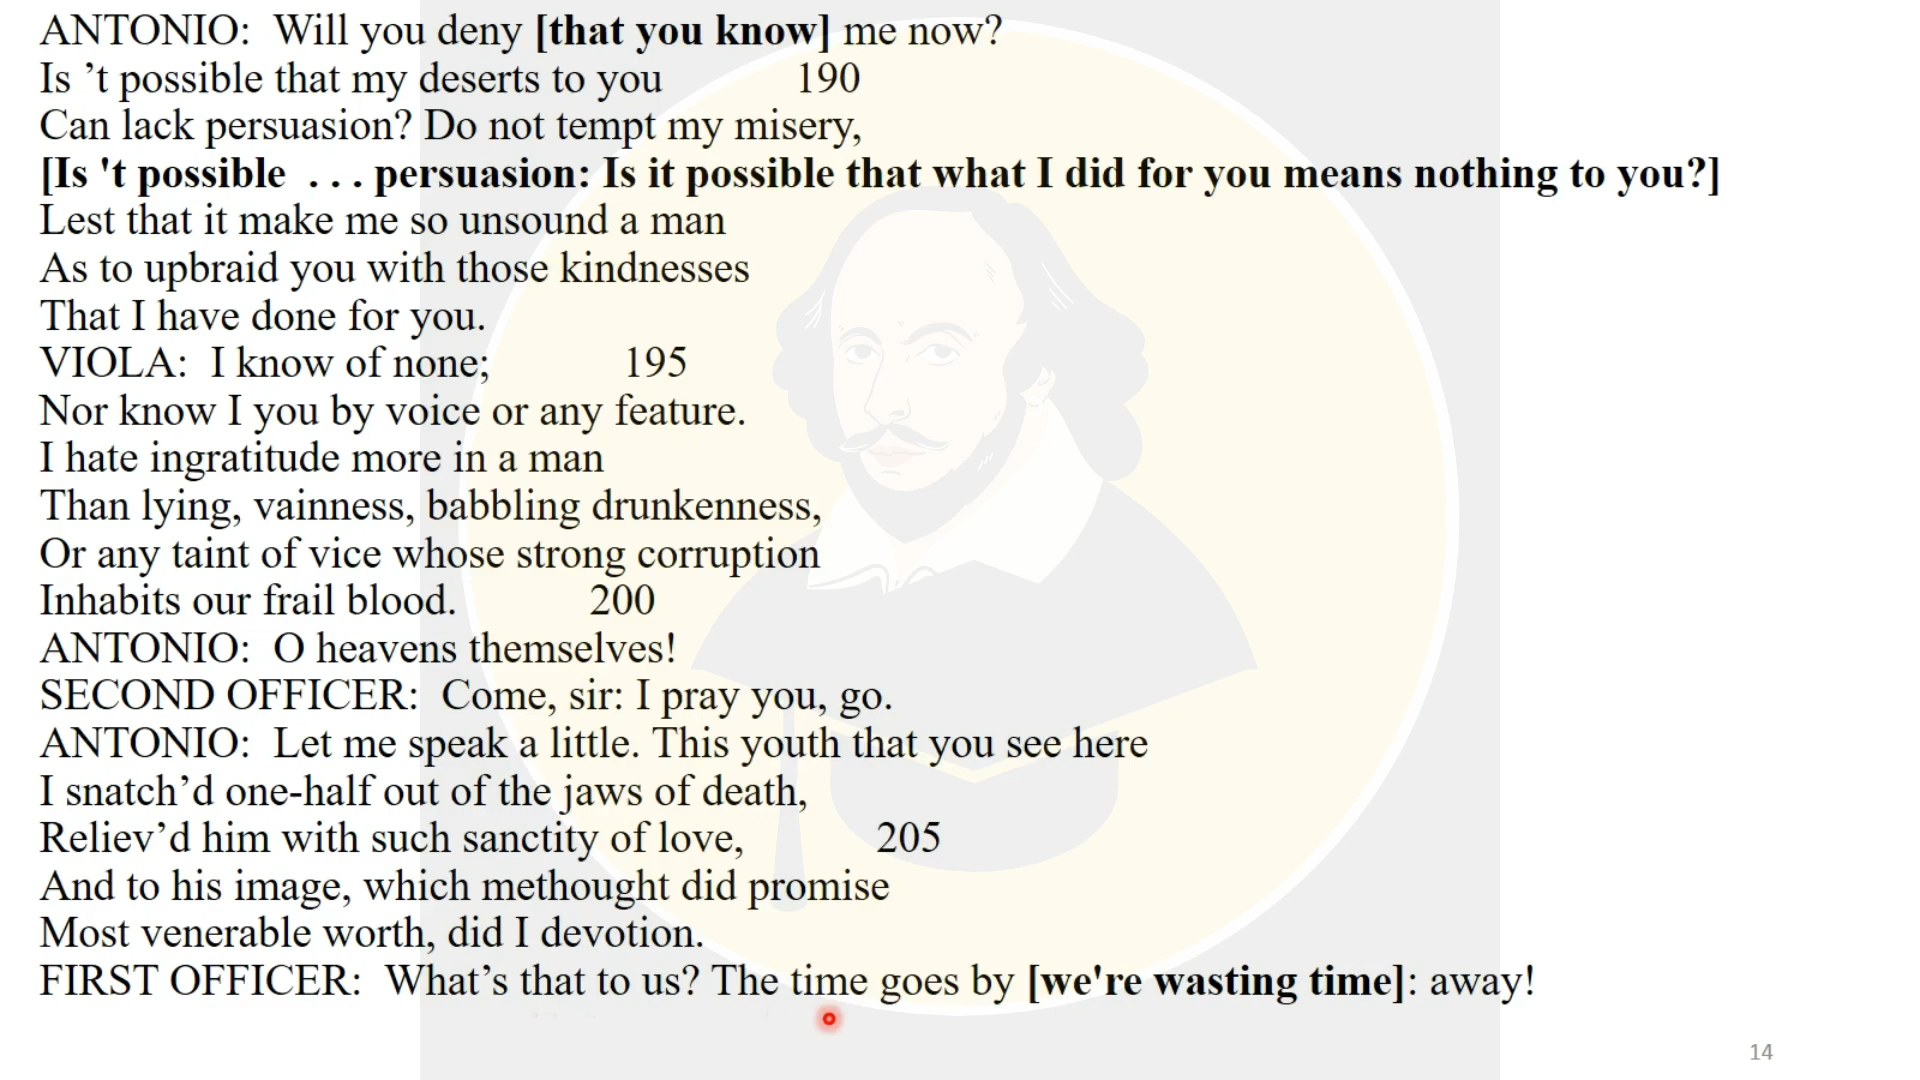 ANTONIO:  Will you deny [that you know] me now?
Is ’t possible that my deserts to you 190
Can lack persuasion? Do not tempt my misery,
[Is 't possible  . . . persuasion: Is it possible that what I did for you means nothing to you?]
Lest that it make me so unsound a man
As to upbraid you with those kindnesses
That I have done for you.
VIOLA:  I know of none; 195
Nor know I you by voice or any feature.
I hate ingratitude more in a man
Than lying, vainness, babbling drunkenness,
Or any taint of vice whose strong corruption
Inhabits our frail blood. 200
ANTONIO:  O heavens themselves!
SECOND OFFICER:  Come, sir: I pray you, go.
ANTONIO:  Let me speak a little. This youth that you see here
I snatch’d one-half out of the jaws of death,
Reliev’d him with such sanctity of love, 205
And to his image, which methought did promise
Most venerable worth, did I devotion.
FIRST OFFICER:  What’s that to us? The time goes by [we're wasting time]: away!
14